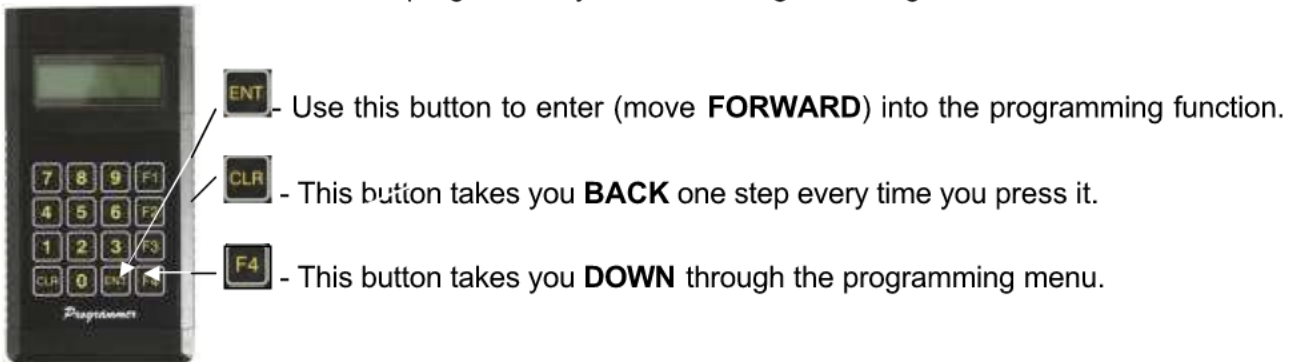 ENT - Use this button to enter (move FORWARD) into the programming function.
CLR - This button takes you BACK one step every time you press it.
F4 - This button takes you DOWN through the programming menu.
7 8 9 F1
4 5 6 F2
1 2 3 F3
CLR 0 ENT F4
Programmer